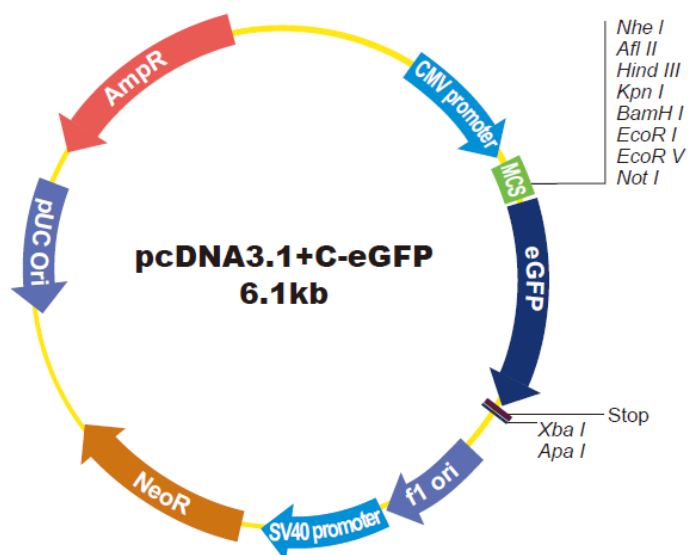 Nhe I
Afl II
Hind III
Kpn I
BamH I
EcoR I
EcoR V
Not I
CMV promoter
MCS
eGFP
Stop
Xba I
Apa I
f1 ori
SV40 promoter
NeoR
pUC Ori
AmpR
pcDNA3.1+C-eGFP
6.1kb